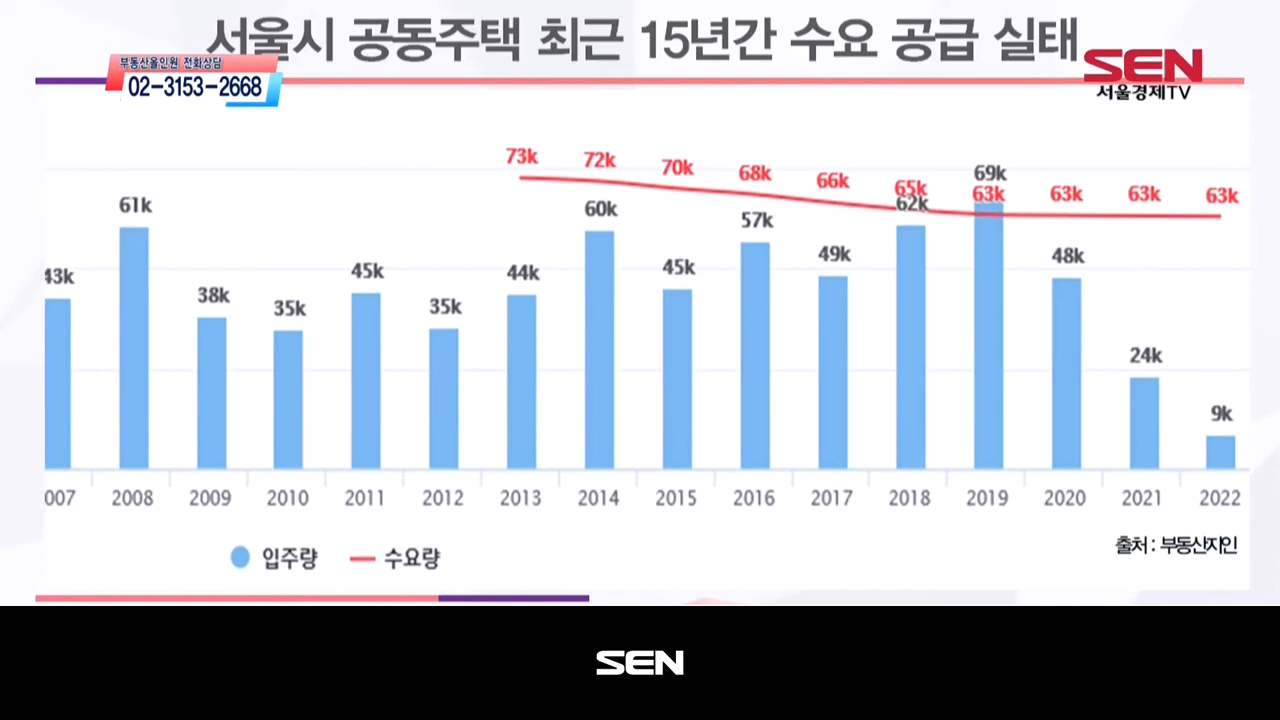 서울시 공동주택 최근 15년간 수요 공급 실태
부동산올인원 전화상담
02-3153-2668
SEN
서울경제TV
73k 72k 70k 68k 66k 65k 63k 63k 63k 63k
43k 61k 38k 35k 45k 35k 44k 60k 45k 57k 49k 62k 69k 48k 24k 9k
007 2008 2009 2010 2011 2012 2013 2014 2015 2016 2017 2018 2019 2020 2021 2022
입주량 수요량
출처 : 부동산지인
SEN